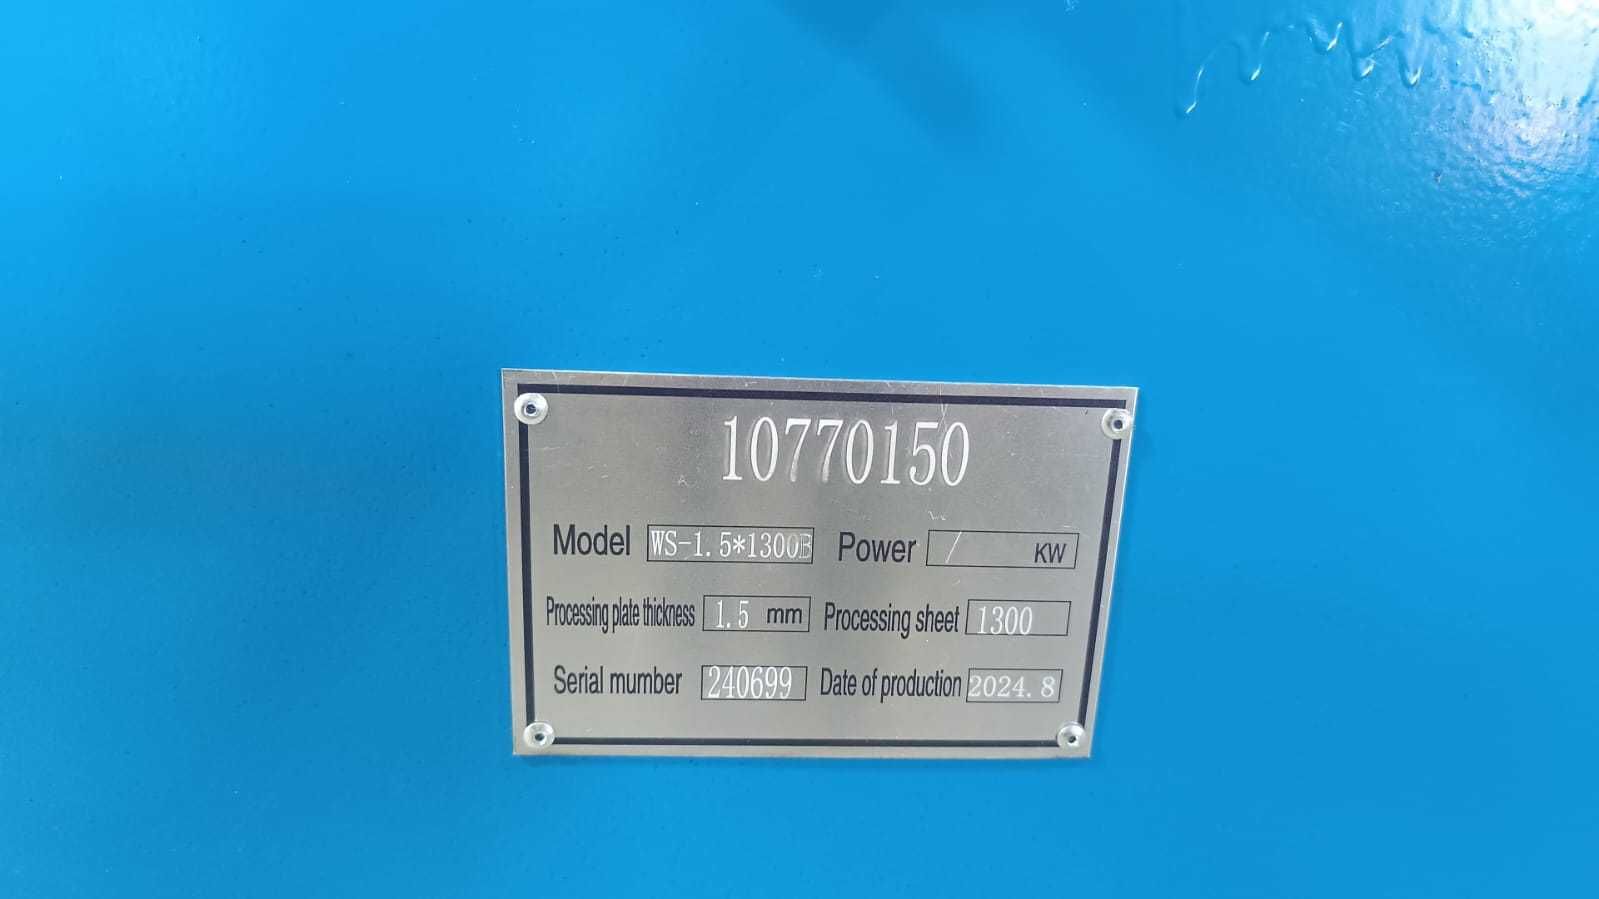 10770150
Model WS-1.5*1300B Power / KW
Processing plate thickness 1.5 mm Processing sheet 1300
Serial mumber 240699 Date of production 2024.8